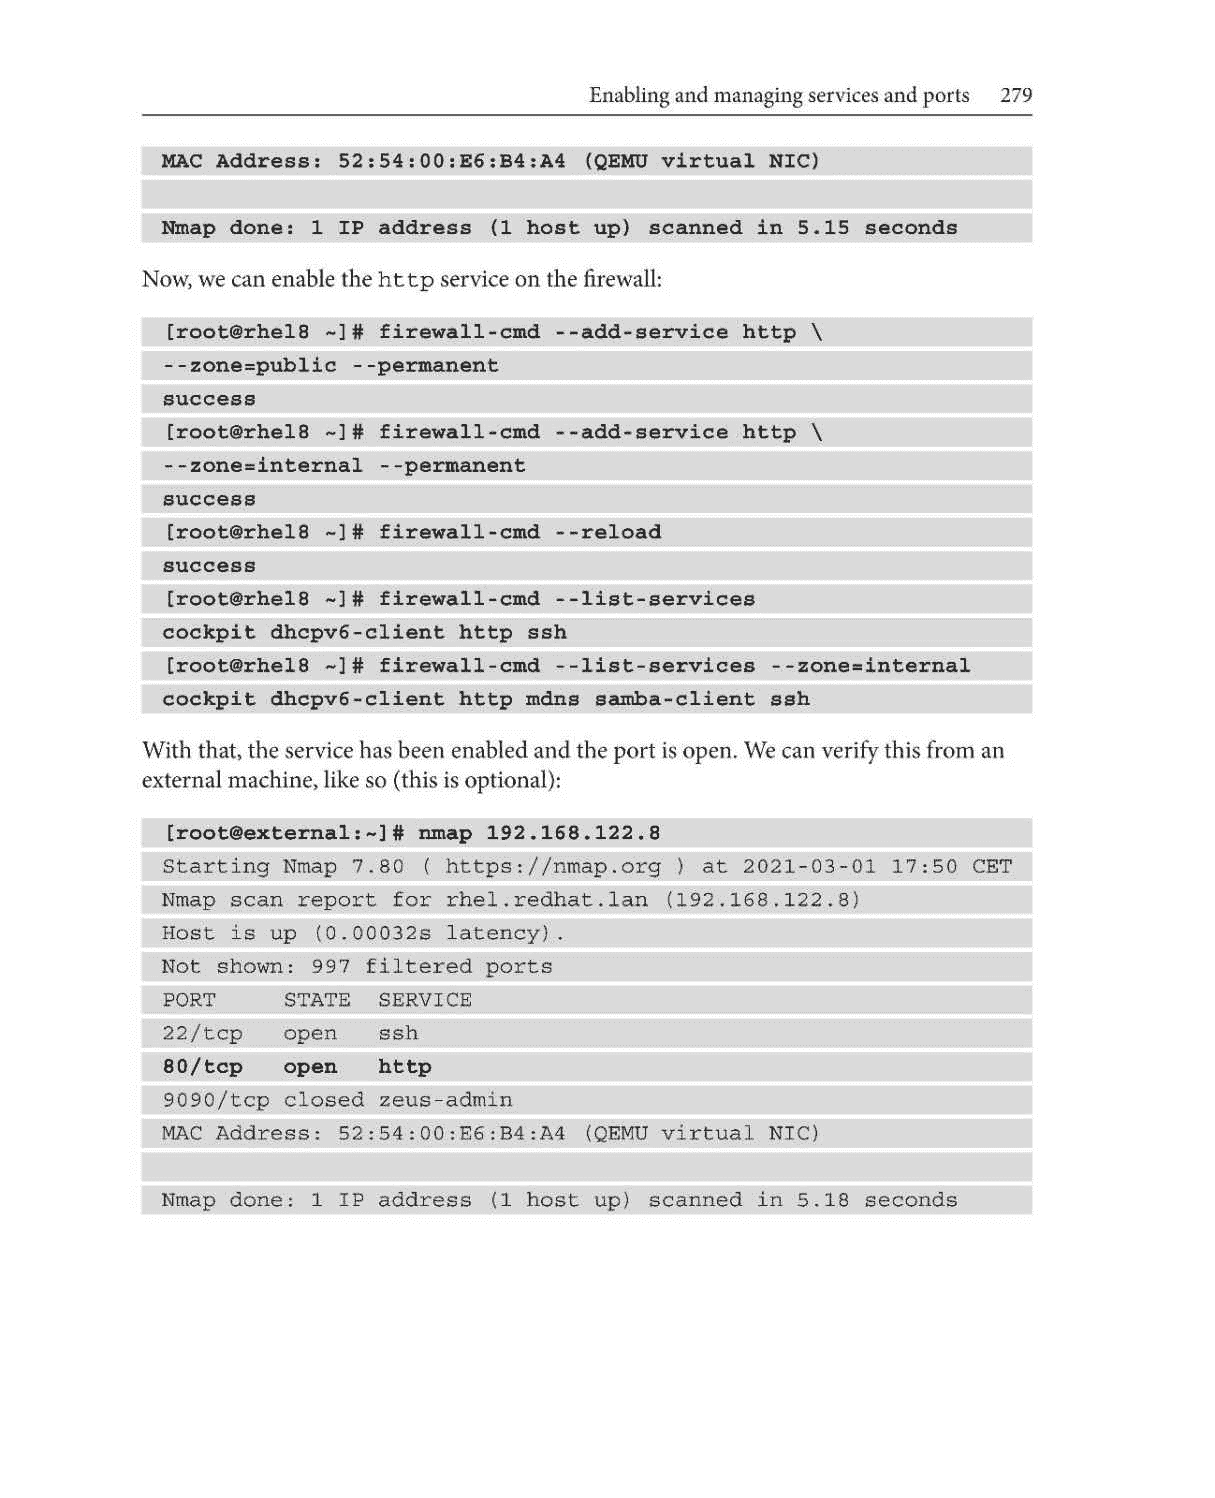 Enabling and managing services and ports 279
MAC Address: 52:54:00:E6:B4:A4 (QEMU virtual NIC)
Nmap done: 1 IP address (1 host up) scanned in 5.15 seconds
Now, we can enable the http service on the firewall:
[root@rhel8 ~]# firewall-cmd --add-service http \
--zone=public --permanent
success
[root@rhel8 ~]# firewall-cmd --add-service http \
--zone=internal --permanent
success
[root@rhel8 ~]# firewall-cmd --reload
success
[root@rhel8 ~]# firewall-cmd --list-services
cockpit dhcpv6-client http ssh
[root@rhel8 ~]# firewall-cmd --list-services --zone=internal
cockpit dhcpv6-client http mdns samba-client ssh
With that, the service has been enabled and the port is open. We can verify this from an
external machine, like so (this is optional):
[root@external:~]# nmap 192.168.122.8
Starting Nmap 7.80 ( https://nmap.org ) at 2021-03-01 17:50 CET
Nmap scan report for rhel.redhat.lan (192.168.122.8)
Host is up (0.00032s latency).
Not shown: 997 filtered ports
PORT     STATE  SERVICE
22/tcp   open   ssh
80/tcp   open   http
9090/tcp closed zeus-admin
MAC Address: 52:54:00:E6:B4:A4 (QEMU virtual NIC)
Nmap done: 1 IP address (1 host up) scanned in 5.18 seconds